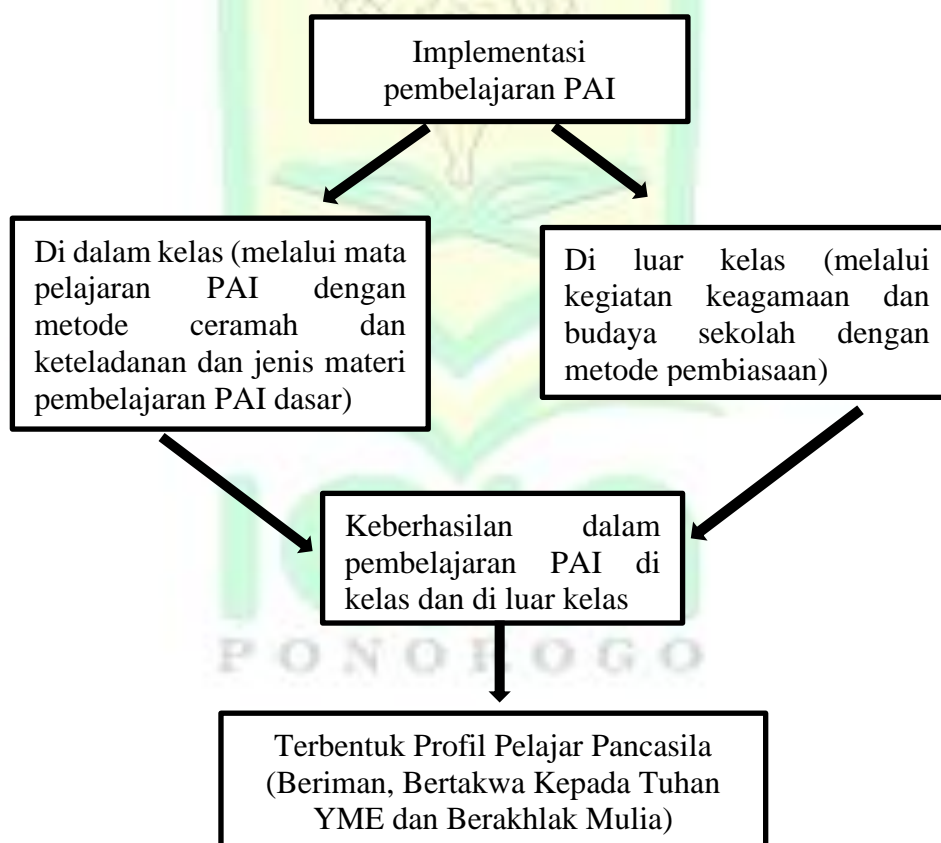 Implementasi
pembelajaran PAI
Di dalam kelas (melalui mata
pelajaran PAI dengan
metode ceramah dan
keteladanan dan jenis materi
pembelajaran PAI dasar)
Di luar kelas (melalui
kegiatan keagamaan dan
budaya sekolah dengan
metode pembiasaan)
Keberhasilan dalam
pembelajaran PAI di
kelas dan di luar kelas
PONOROGO
Terbentuk Profil Pelajar Pancasila
(Beriman, Bertakwa Kepada Tuhan
YME dan Berakhlak Mulia)